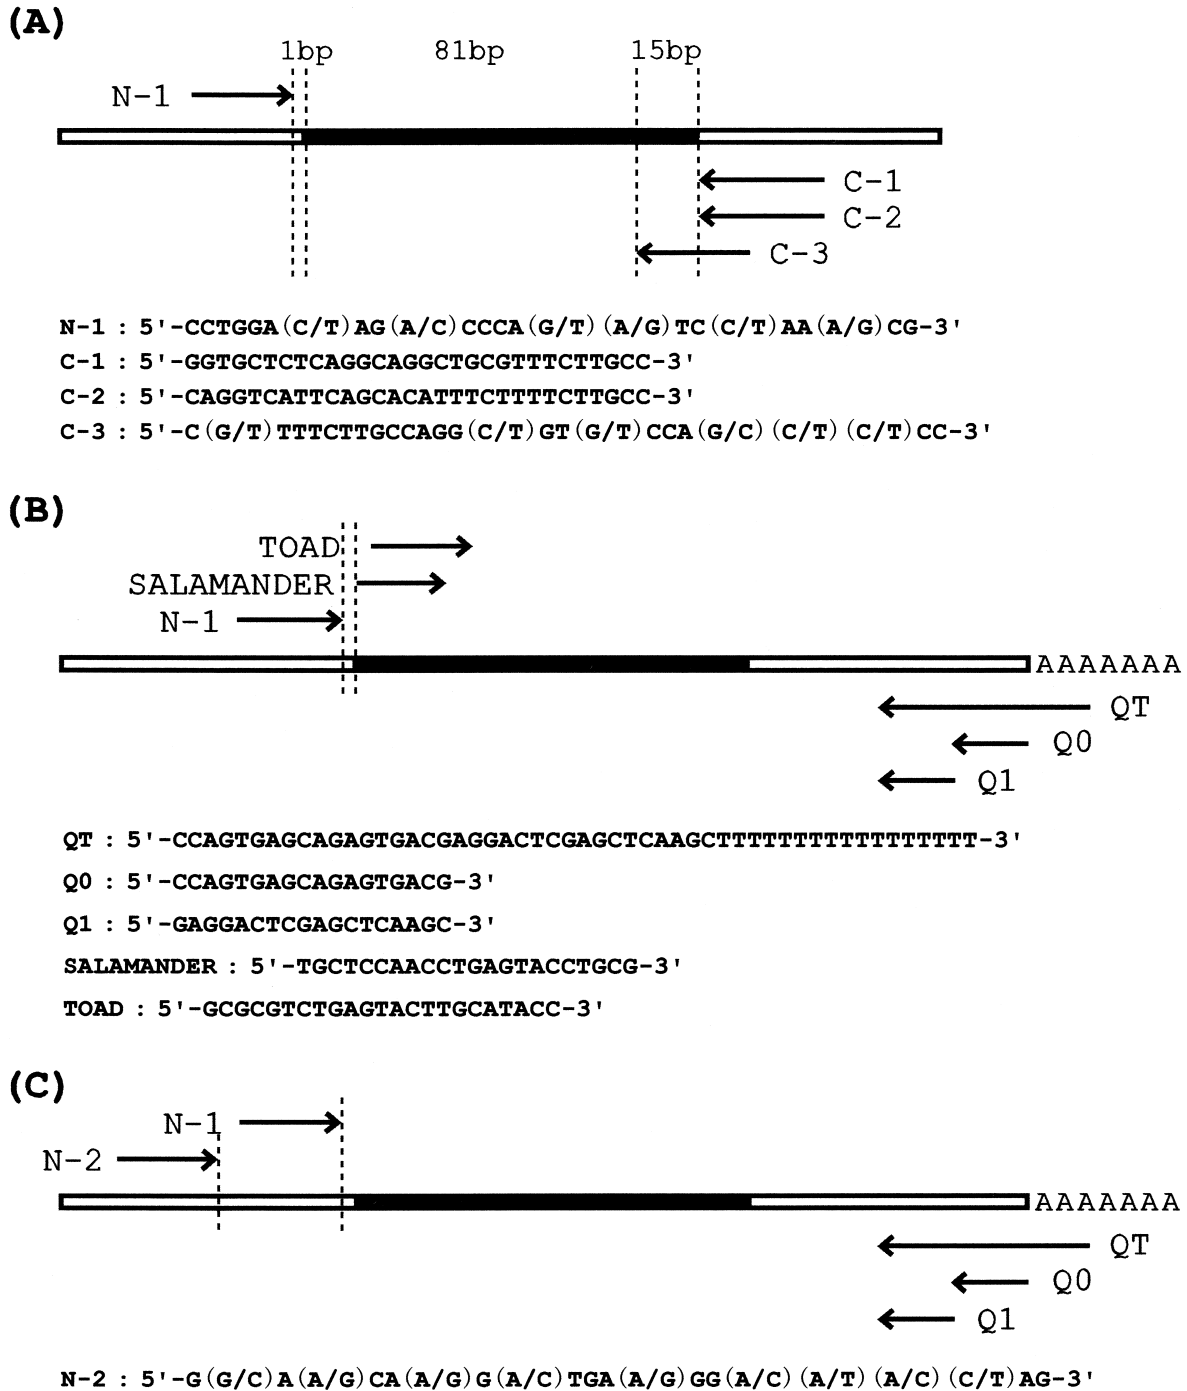 (A)
1bp 81bp 15bp
N-1
C-1
C-2
C-3
N-1 : 5'-CCTGGA(C/T)AG(A/C)CCCA(G/T)(A/G)TC(C/T)AA(A/G)CG-3'
C-1 : 5'-GGTGCTCTCAGGCAGGCTGCGTTTCTTGCC-3'
C-2 : 5'-CAGGTCATTCAGCACATTTCTTTTCTTGCC-3'
C-3 : 5'-C(G/T)TTTCTTGCCAGG(C/T)GT(G/T)CCA(G/C)(C/T)(C/T)CC-3'
(B)
TOAD
SALAMANDER
N-1
AAAAAAA
QT
Q0
Q1
QT : 5'-CCAGTGAGCAGAGTGACGAGGACTCGAGCTCAAGCTTTTTTTTTTTTTTTTT-3'
Q0 : 5'-CCAGTGAGCAGAGTGACG-3'
Q1 : 5'-GAGGACTCGAGCTCAAGC-3'
SALAMANDER : 5'-TGCTCCAACCTGAGTACCTGCG-3'
TOAD : 5'-GCGCGTCTGAGTACTTGCATACC-3'
(C)
N-1
N-2
AAAAAAA
QT
Q0
Q1
N-2 : 5'-G(G/C)A(A/G)CA(A/G)G(A/C)TGA(A/G)GG(A/C)(A/T)(A/C)(C/T)AG-3'